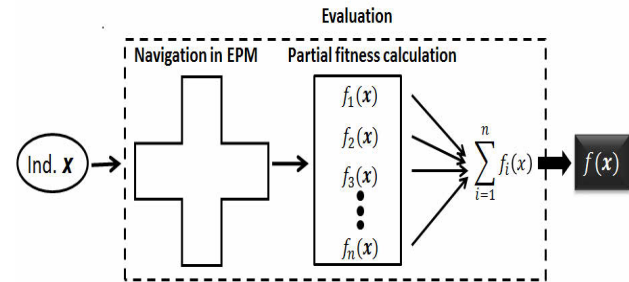 Evaluation
Navigation in EPM
Partial fitness calculation
Ind. x
f₁(x)
f₂(x)
f₃(x)
fₙ(x)
n
∑ fᵢ(x)
i=1
f(x)